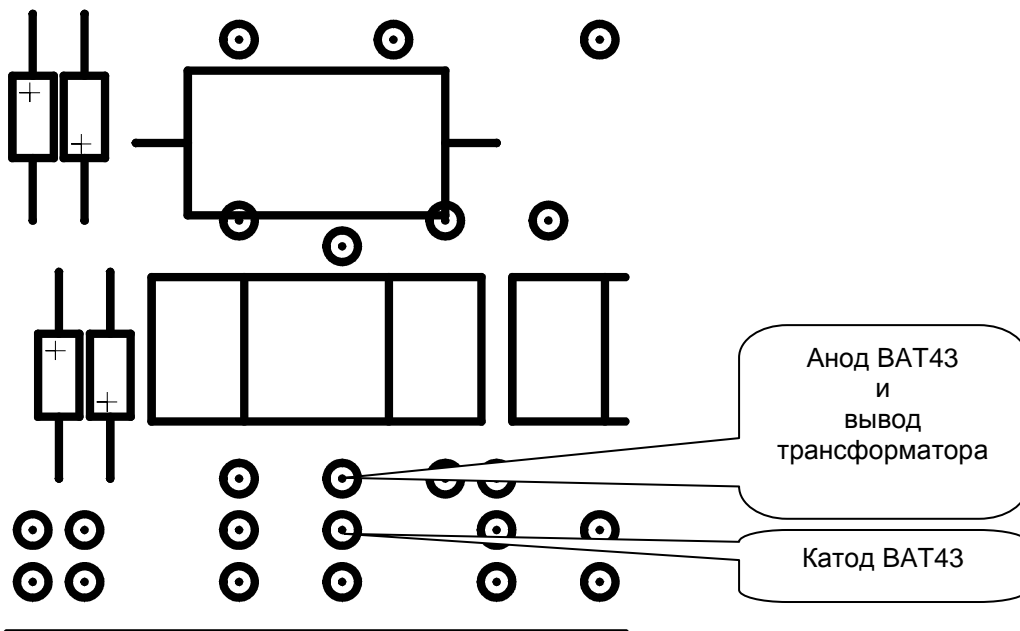 Анод BAT43
и
вывод
трансформатора
Катод BAT43